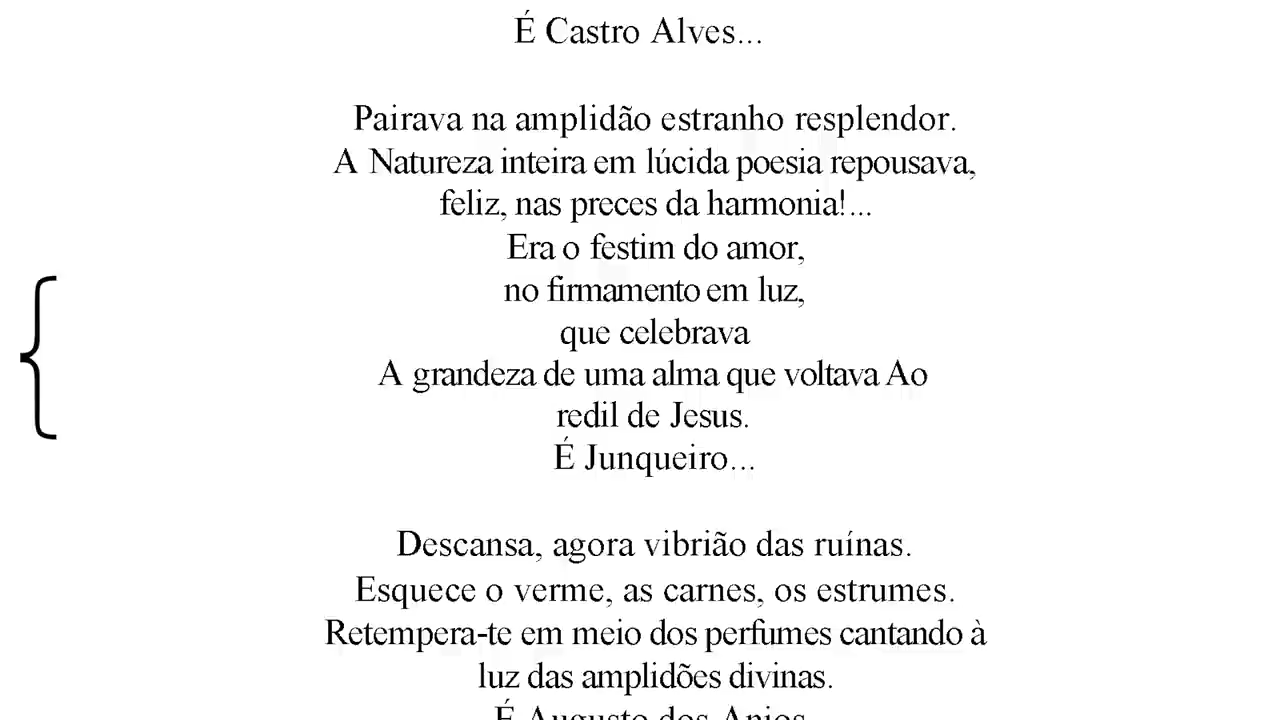 É Castro Alves...
Pairava na amplidão estranho resplendor.
A Natureza inteira em lúcida poesia repousava,
feliz, nas preces da harmonia!...
Era o festim do amor,
no firmamento em luz,
que celebrava
A grandeza de uma alma que voltava Ao
redil de Jesus.
É Junqueiro...
Descansa, agora vibrião das ruínas.
Esquece o verme, as carnes, os estrumes.
Retempera-te em meio dos perfumes cantando à
luz das amplidões divinas.
É Augusto dos Anjos